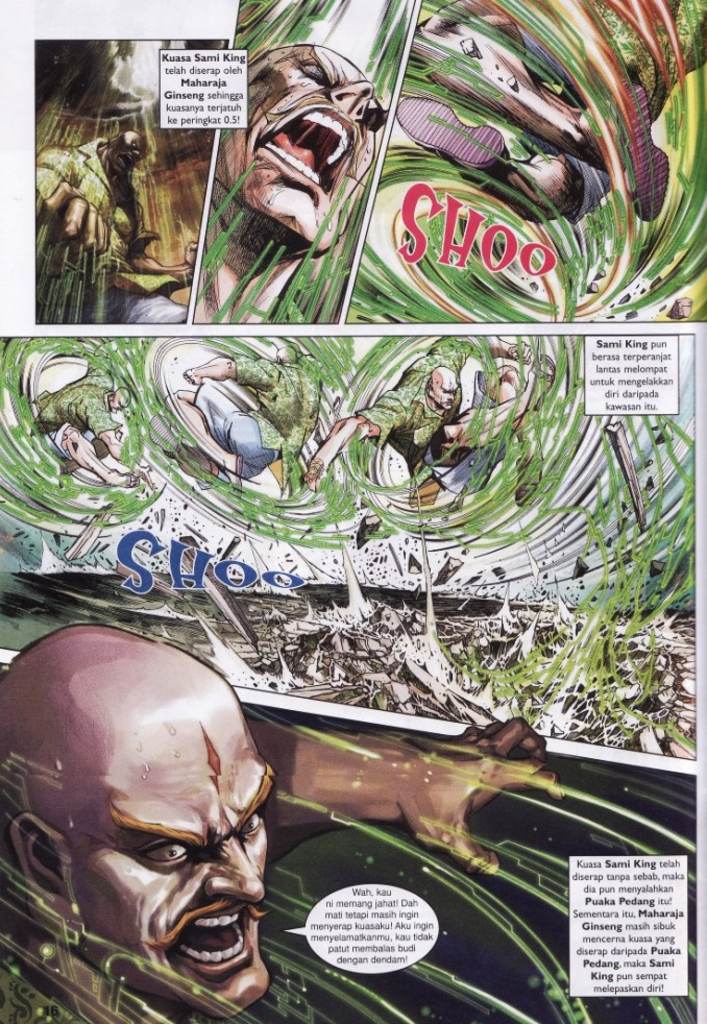 Kuasa Sami King
telah diserap oleh
Maharaja
Ginseng sehingga
kuasanya terjatuh
ke peringkat 0.5!
SHOO
Sami King pun
berasa terperanjat
lantas melompat
untuk mengelakkan
diri daripada
kawasan itu.
SHOO
Wah, kau
ni memang jahat! Dah
mati tetapi masih ingin
menyerap kuasaku! Aku ingin
menyelamatkanmu, kau tidak
patut membalas budi
dengan dendam!
Kuasa Sami King telah
diserap tanpa sebab, maka
dia pun menyalahkan
Puaka Pedang itu!
Sementara itu, Maharaja
Ginseng masih sibuk
mencerna kuasa yang
diserap daripada Puaka
Pedang, maka Sami
King pun sempat
melepaskan diri!
16